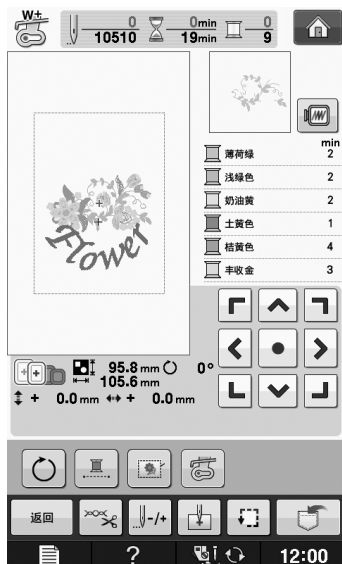 W+
0
10510
0min
19min
0
9
min
薄荷绿 2
浅绿色 2
奶油黄 2
土黄色 1
桔黄色 4
丰收金 3
Flower
95.8 mm 0°
105.6 mm
+ 0.0 mm + 0.0 mm
返回
-/+
? 12:00